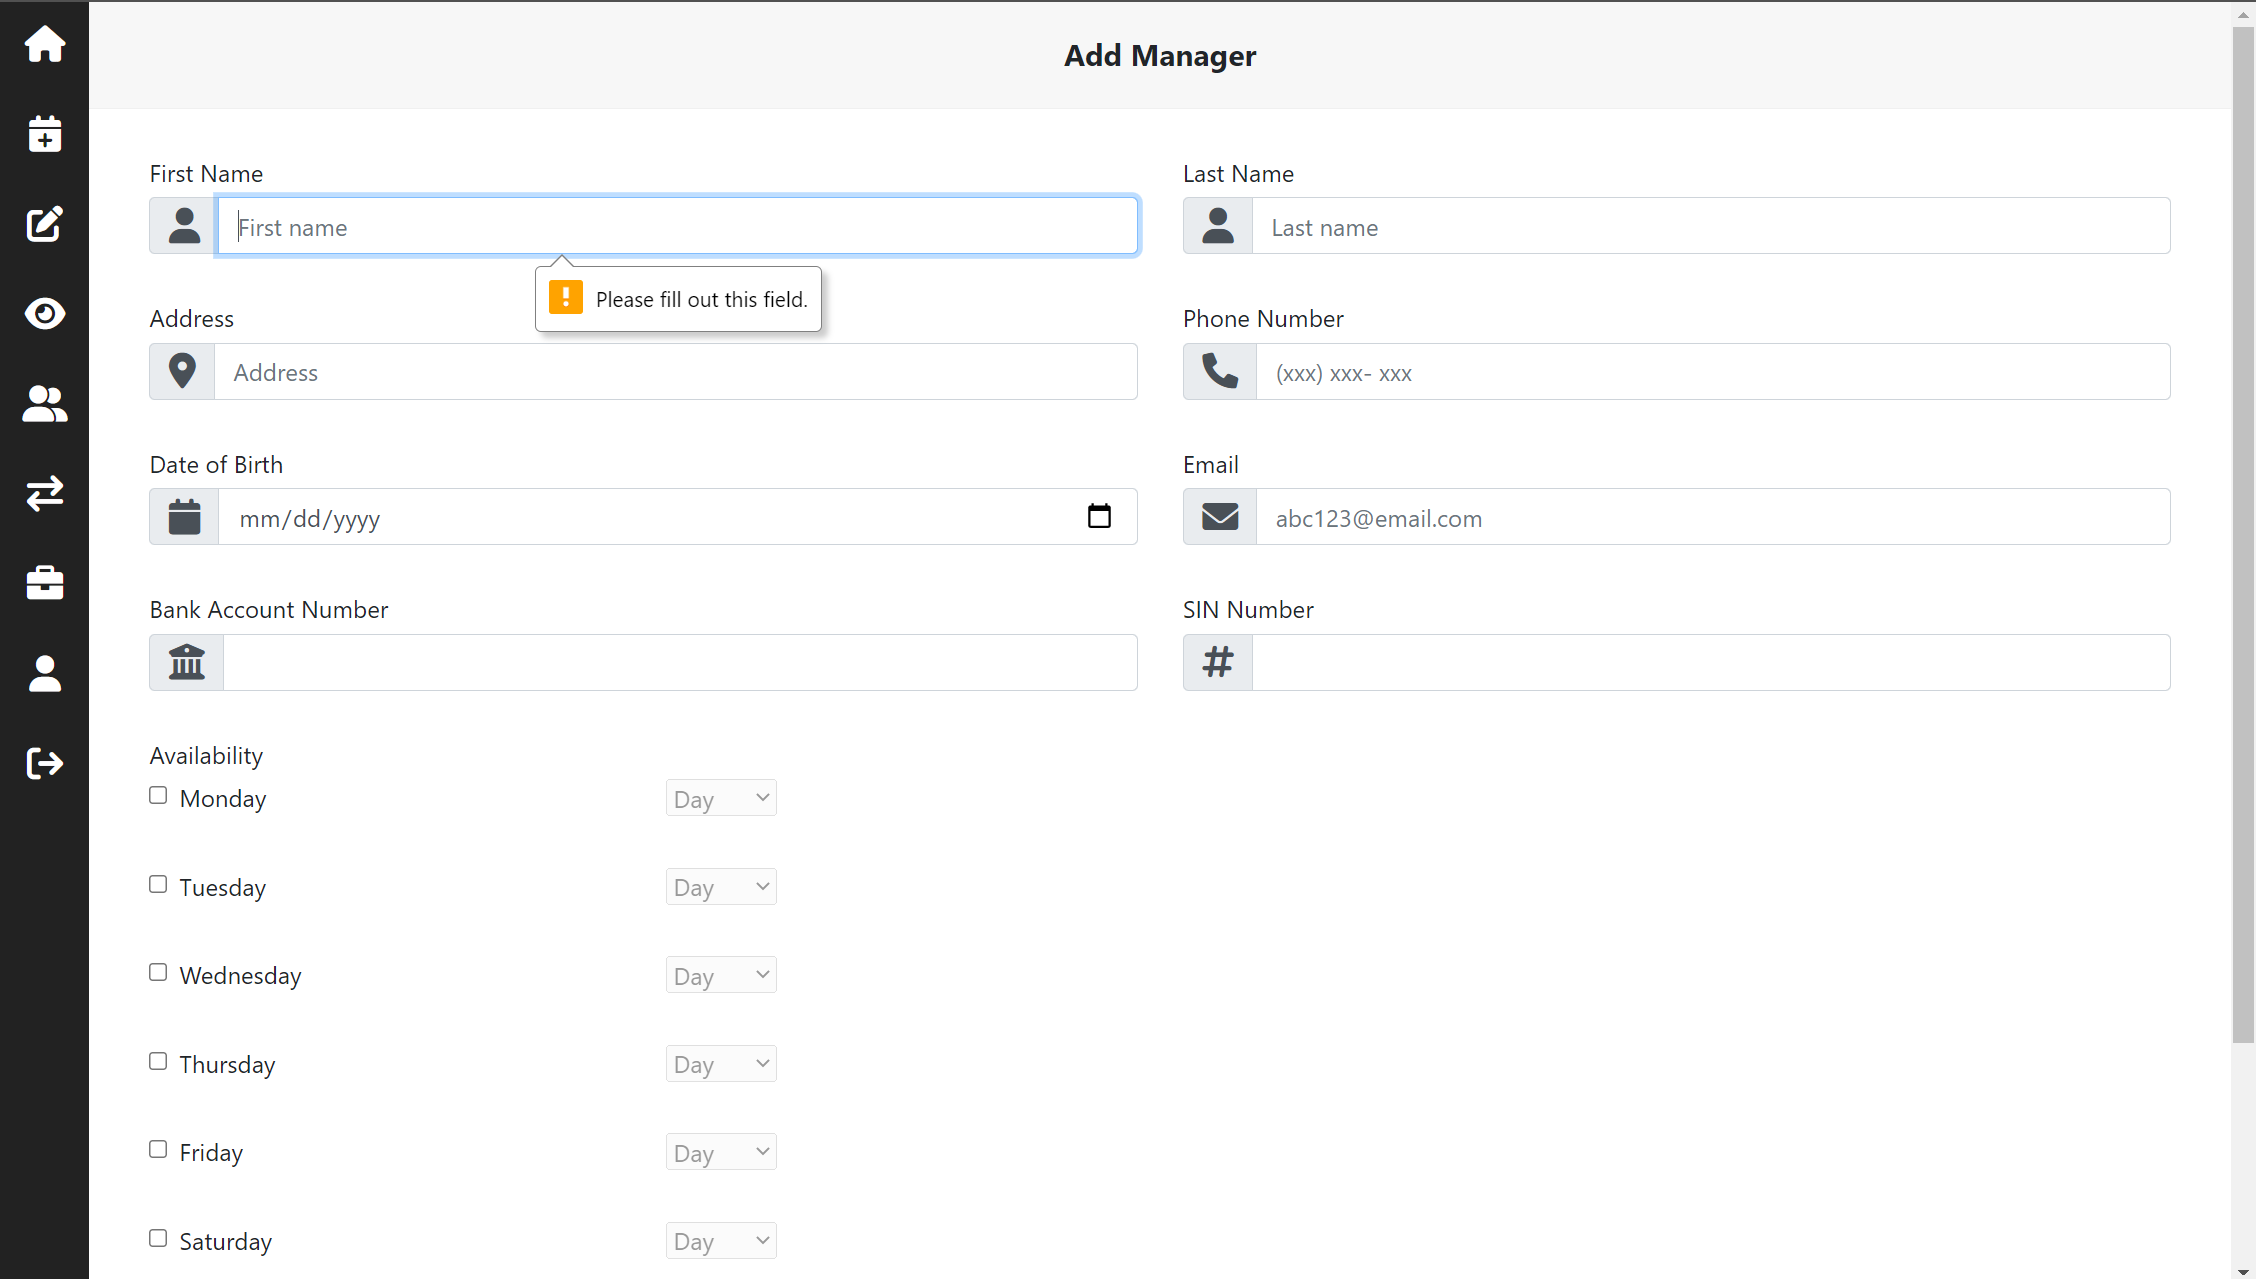 Add Manager
First Name
Last Name
First name
Last name
Please fill out this field.
Address
Phone Number
Address
(xxx) xxx- xxx
Date of Birth
Email
mm/dd/yyyy
abc123@email.com
Bank Account Number
SIN Number
Availability
Monday
Day
Tuesday
Day
Wednesday
Day
Thursday
Day
Friday
Day
Saturday
Day